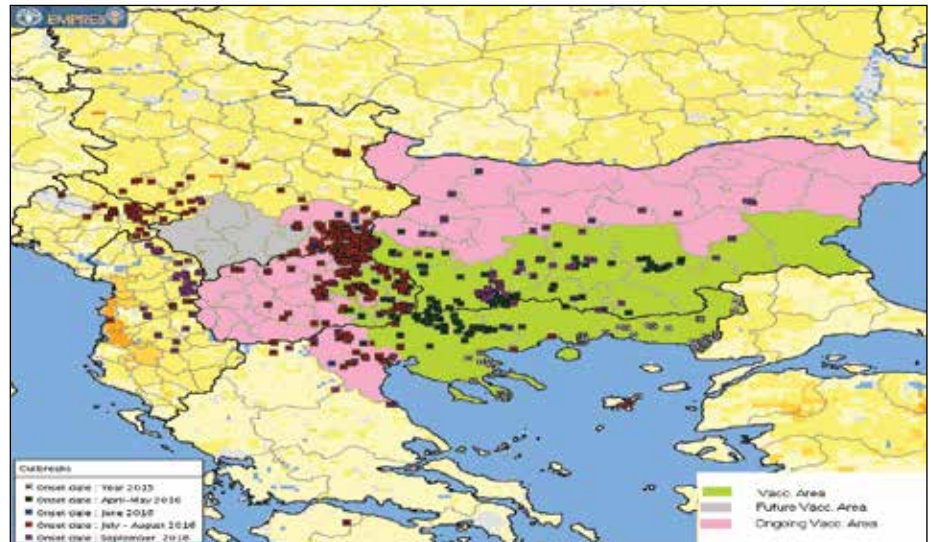 EMPRES
Outbreaks
Onset date : Year 2015
Onset date : April-May 2016
Onset date : June 2016
Onset date : July - August 2016
Onset date : September 2016
Vacc. Area
Future Vacc. Area
Ongoing Vacc. Area